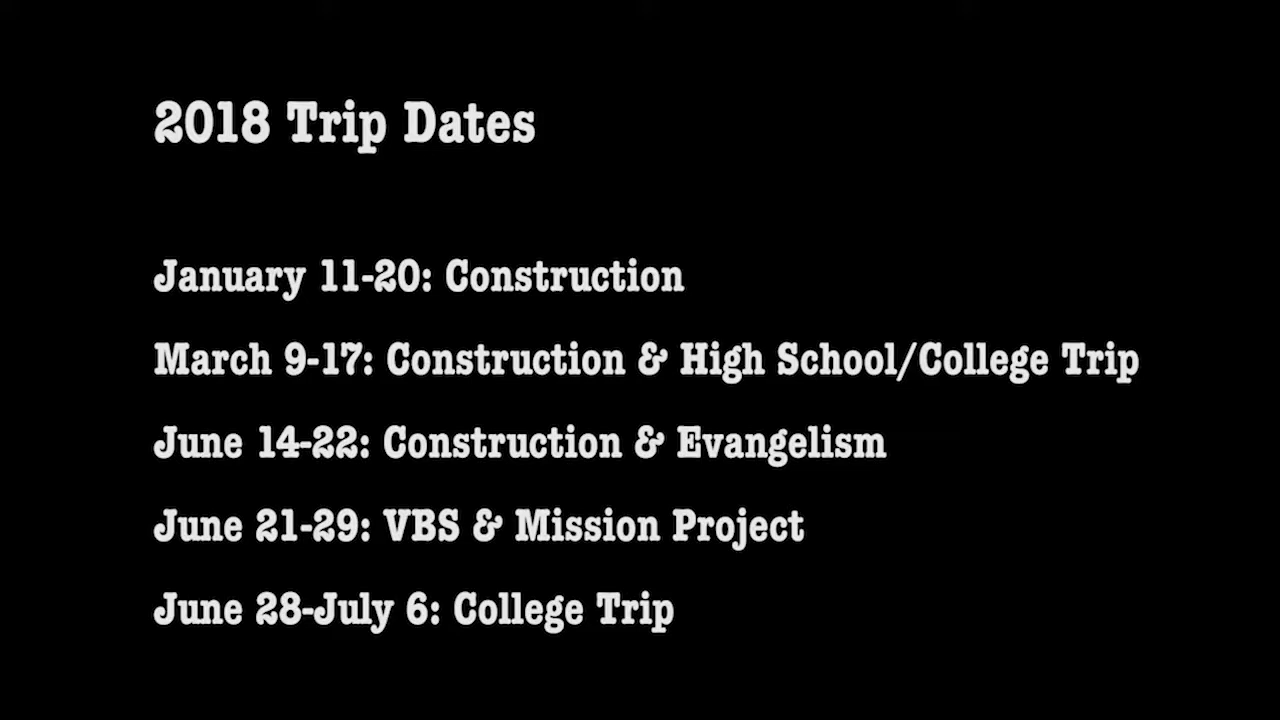 2018 Trip Dates
January 11-20: Construction
March 9-17: Construction & High School/College Trip
June 14-22: Construction & Evangelism
June 21-29: VBS & Mission Project
June 28-July 6: College Trip